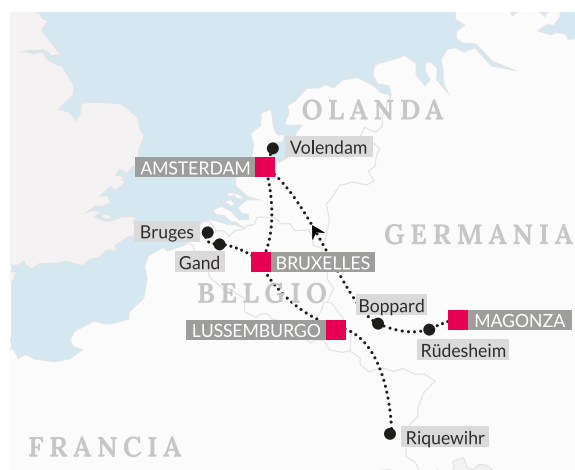 OLANDA
Volendam
AMSTERDAM
Bruges
GERMANIA
Gand
BRUXELLES
BELGIO
Boppard
LUSSEMBURGO
MAGONZA
Rüdesheim
Riquewihr
FRANCIA